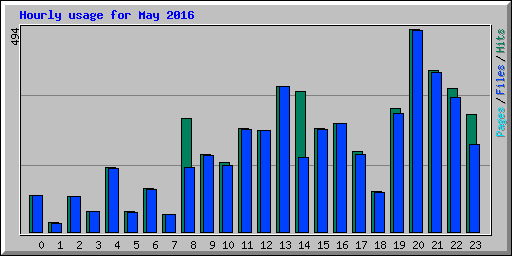 Hourly usage for May 2016
494
Pages/Files/Hits
0 1 2 3 4 5 6 7 8 9 10 11 12 13 14 15 16 17 18 19 20 21 22 23